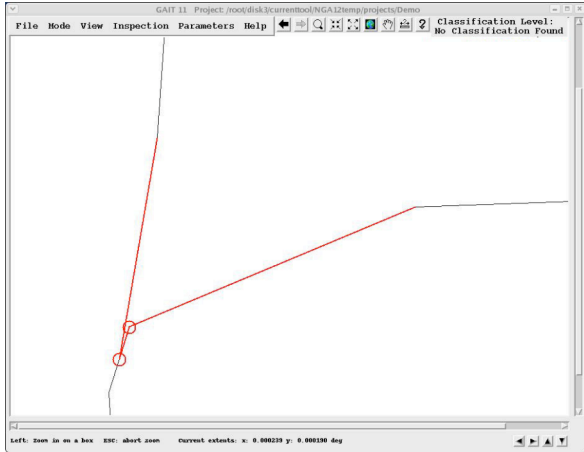 GAIT 11 Project: /root/disk3/currenttool/NGA12temp/projects/Demo
File Mode View Inspection Parameters Help
Classification Level:
No Classification Found
Left: Zoom in on a box ESC: abort zoom Current extents: x: 0.000239 y: 0.000190 deg